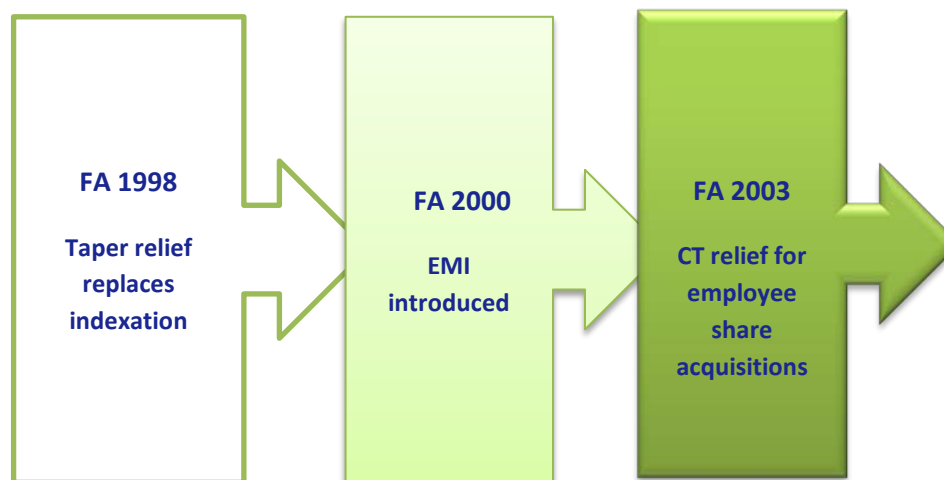 FA 1998
Taper relief
replaces
indexation
FA 2000
EMI
introduced
FA 2003
CT relief for
employee
share
acquisitions